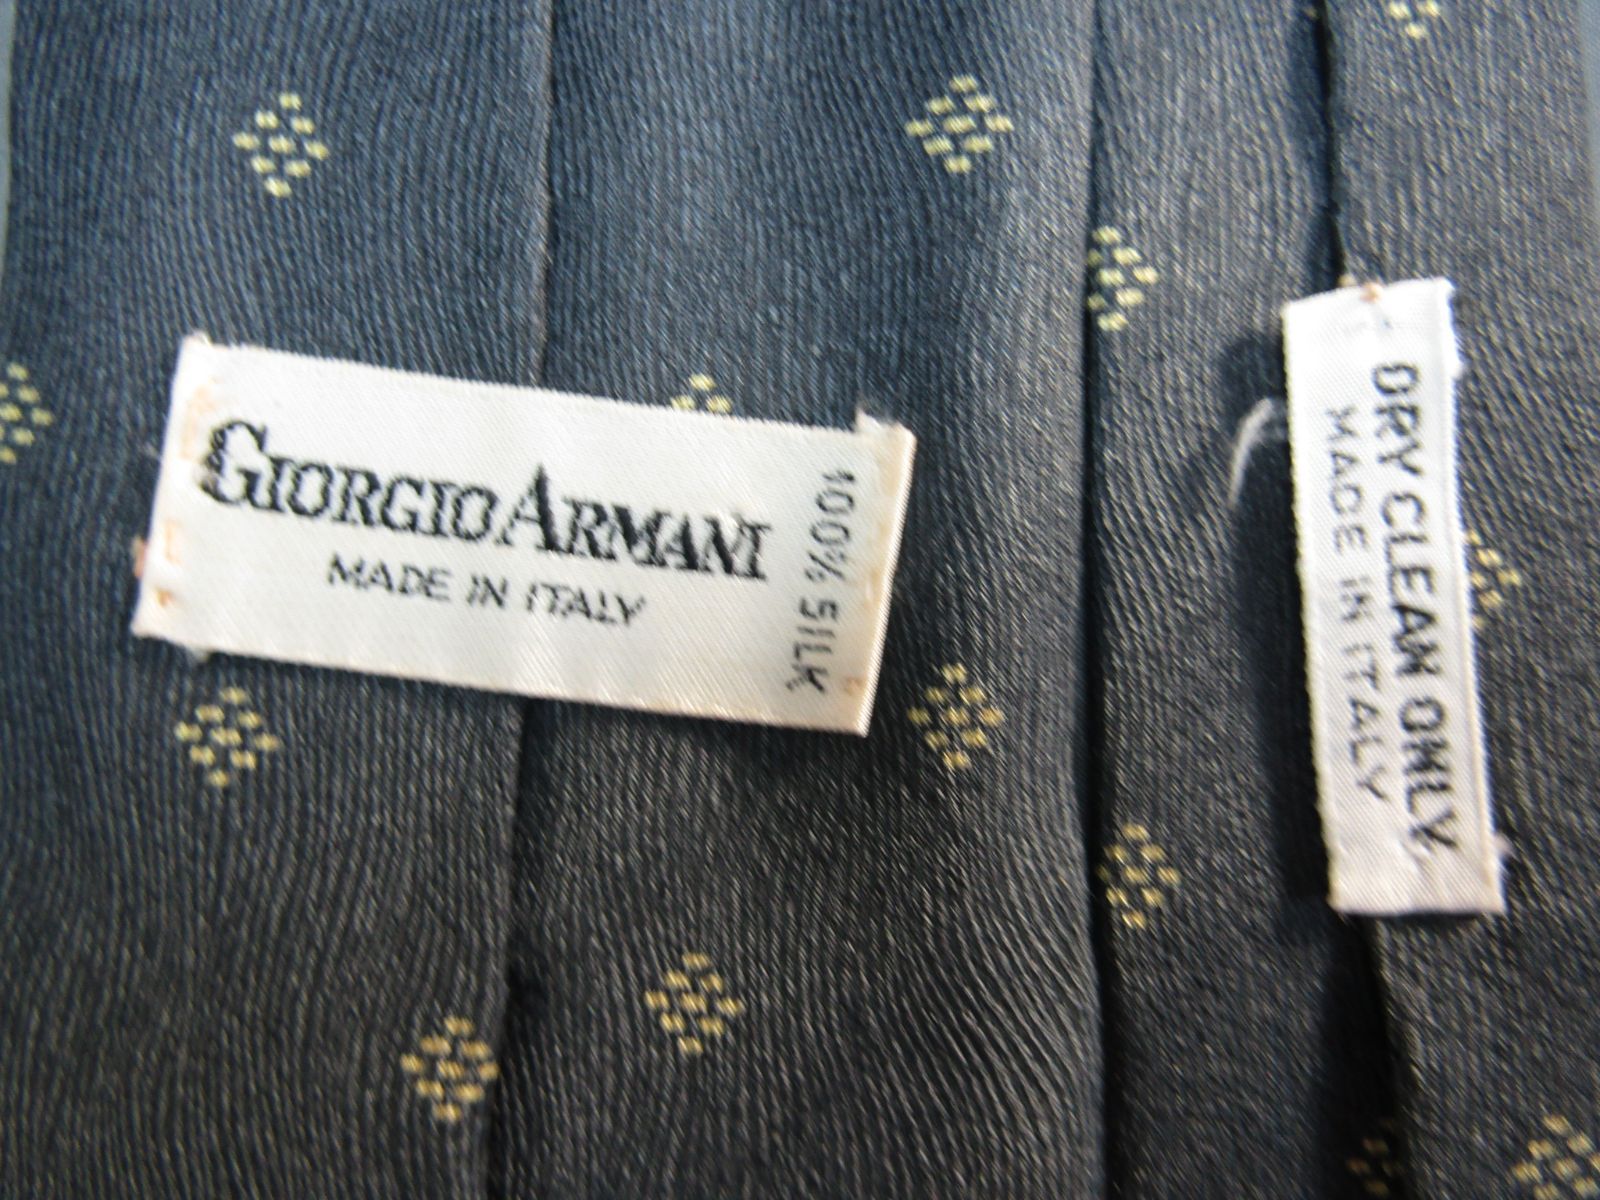 GIORGIO ARMANI
MADE IN ITALY
100% SILK
DRY CLEAN ONLY
MADE IN ITALY